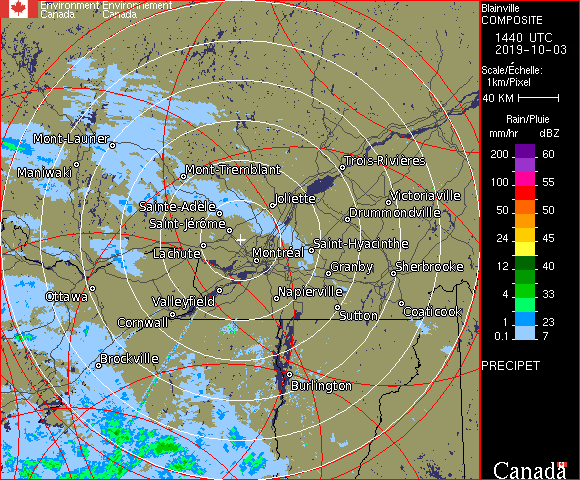 Environment Environnement
Canada Canada
Blainville
COMPOSITE
1440 UTC
2019-10-03
Scale/Échelle:
1km/Pixel
40 KM
Rain/Pluie
mm/hr dBZ
200 60
100 55
50 50
24 45
12 40
4 33
1 23
0.1 7
PRECIPET
Canada
Mont-Laurier
Maniwaki
Mont-Tremblant
Trois-Rivières
Sainte-Adèle
Joliette
Victoriaville
Saint-Jérôme
Drummondville
Lachute
Montréal
Saint-Hyacinthe
Granby
Sherbrooke
Ottawa
Valleyfield
Napierville
Cornwall
Sutton
Coaticook
Brockville
Burlington